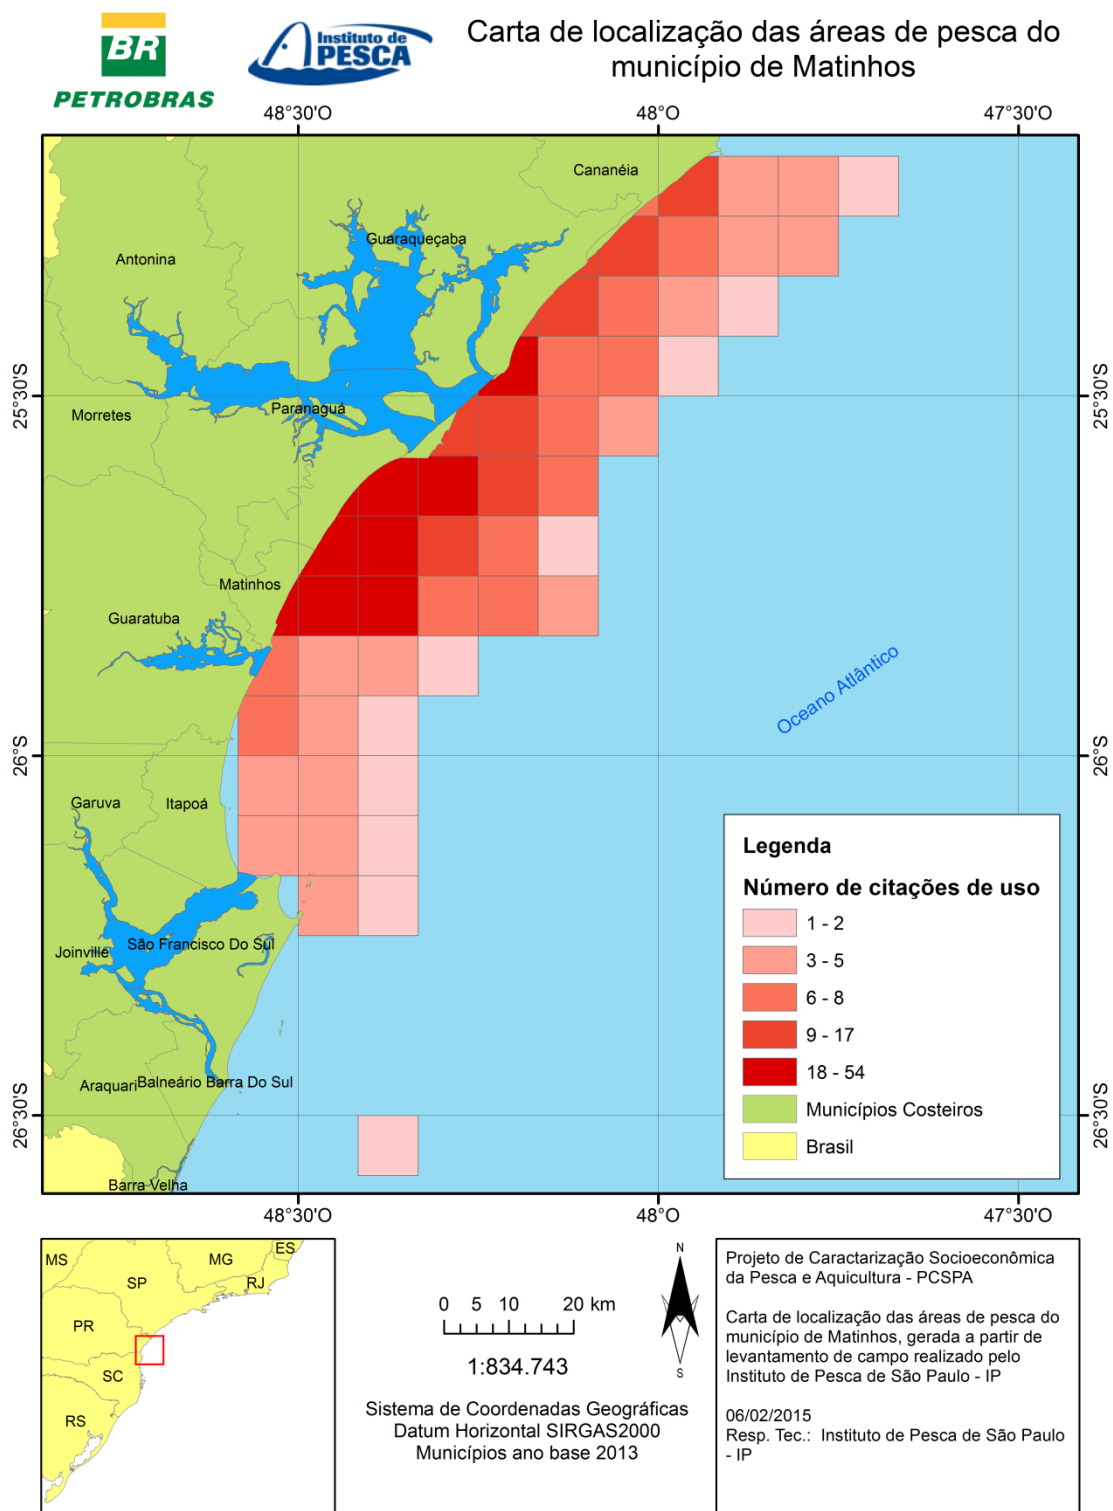 BR
PETROBRAS
Instituto de
PESCA
Carta de localização das áreas de pesca do
município de Matinhos
48°30'O
48°O
47°30'O
Cananéia
Guaraqueçaba
Antonina
25°30'S
25°30'S
Morretes
Paranaguá
Matinhos
Guaratuba
Oceano Atlântico
26°S
26°S
Garuva
Itapoá
São Francisco Do Sul
Joinville
Araquari
Balneário Barra Do Sul
26°30'S
26°30'S
Barra Velha
Legenda
Número de citações de uso
1 - 2
3 - 5
6 - 8
9 - 17
18 - 54
Municípios Costeiros
Brasil
48°30'O
48°O
47°30'O
MS
MG
ES
SP
RJ
PR
SC
RS
0 5 10 20 km
1:834.743
Sistema de Coordenadas Geográficas
Datum Horizontal SIRGAS2000
Municípios ano base 2013
N
S
Projeto de Caractarização Socioeconômica
da Pesca e Aquicultura - PCSPA
Carta de localização das áreas de pesca do
município de Matinhos, gerada a partir de
levantamento de campo realizado pelo
Instituto de Pesca de São Paulo - IP
06/02/2015
Resp. Tec.: Instituto de Pesca de São Paulo
- IP